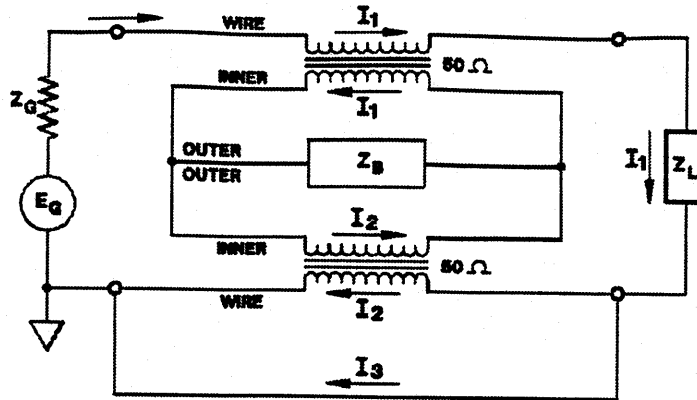 I1
WIRE
50 Ω
INNER
I1
ZG
OUTER
ZB
OUTER
I1
ZL
EG
I2
INNER
50 Ω
WIRE
I2
I3